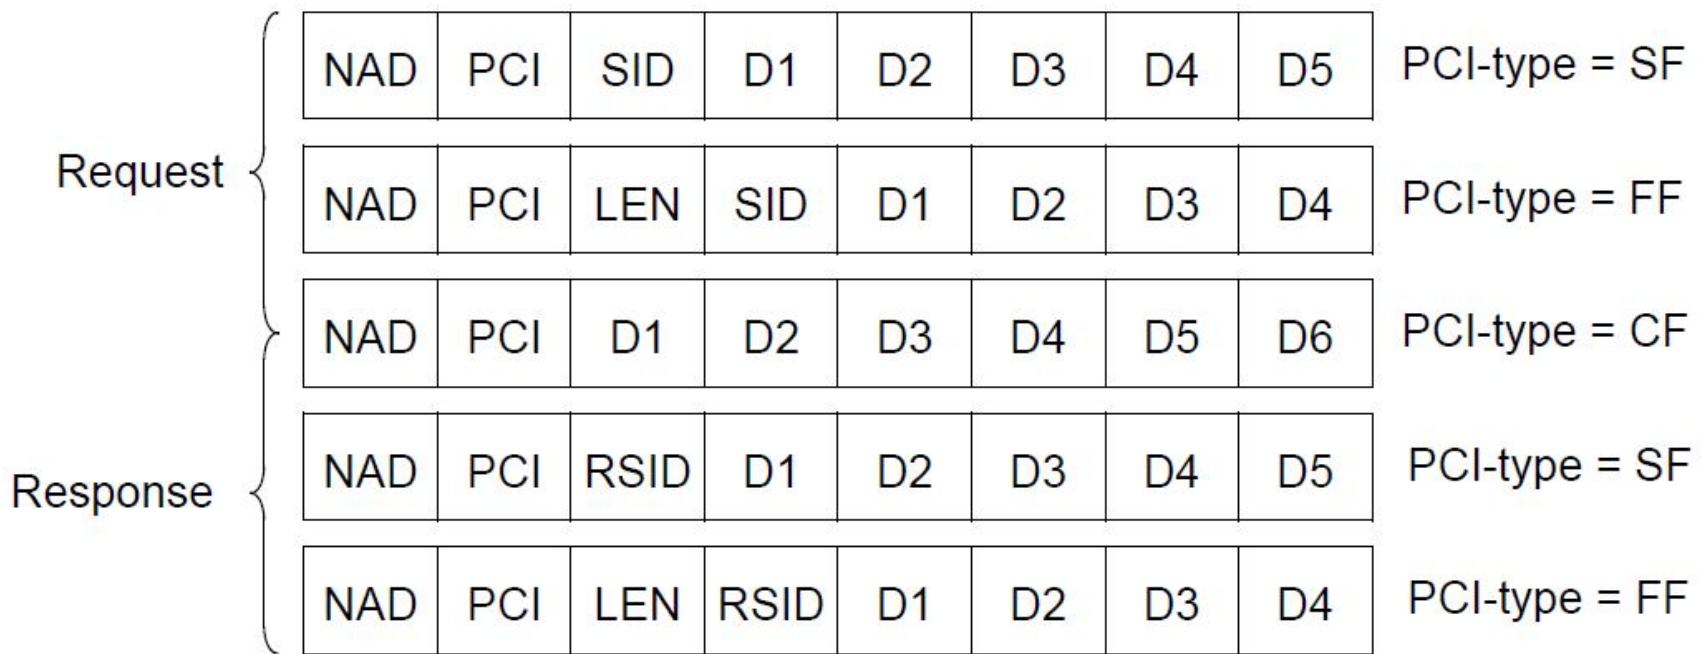 NAD PCI SID D1 D2 D3 D4 D5 PCI-type = SF
Request
NAD PCI LEN SID D1 D2 D3 D4 PCI-type = FF
NAD PCI D1 D2 D3 D4 D5 D6 PCI-type = CF
NAD PCI RSID D1 D2 D3 D4 D5 PCI-type = SF
Response
NAD PCI LEN RSID D1 D2 D3 D4 PCI-type = FF